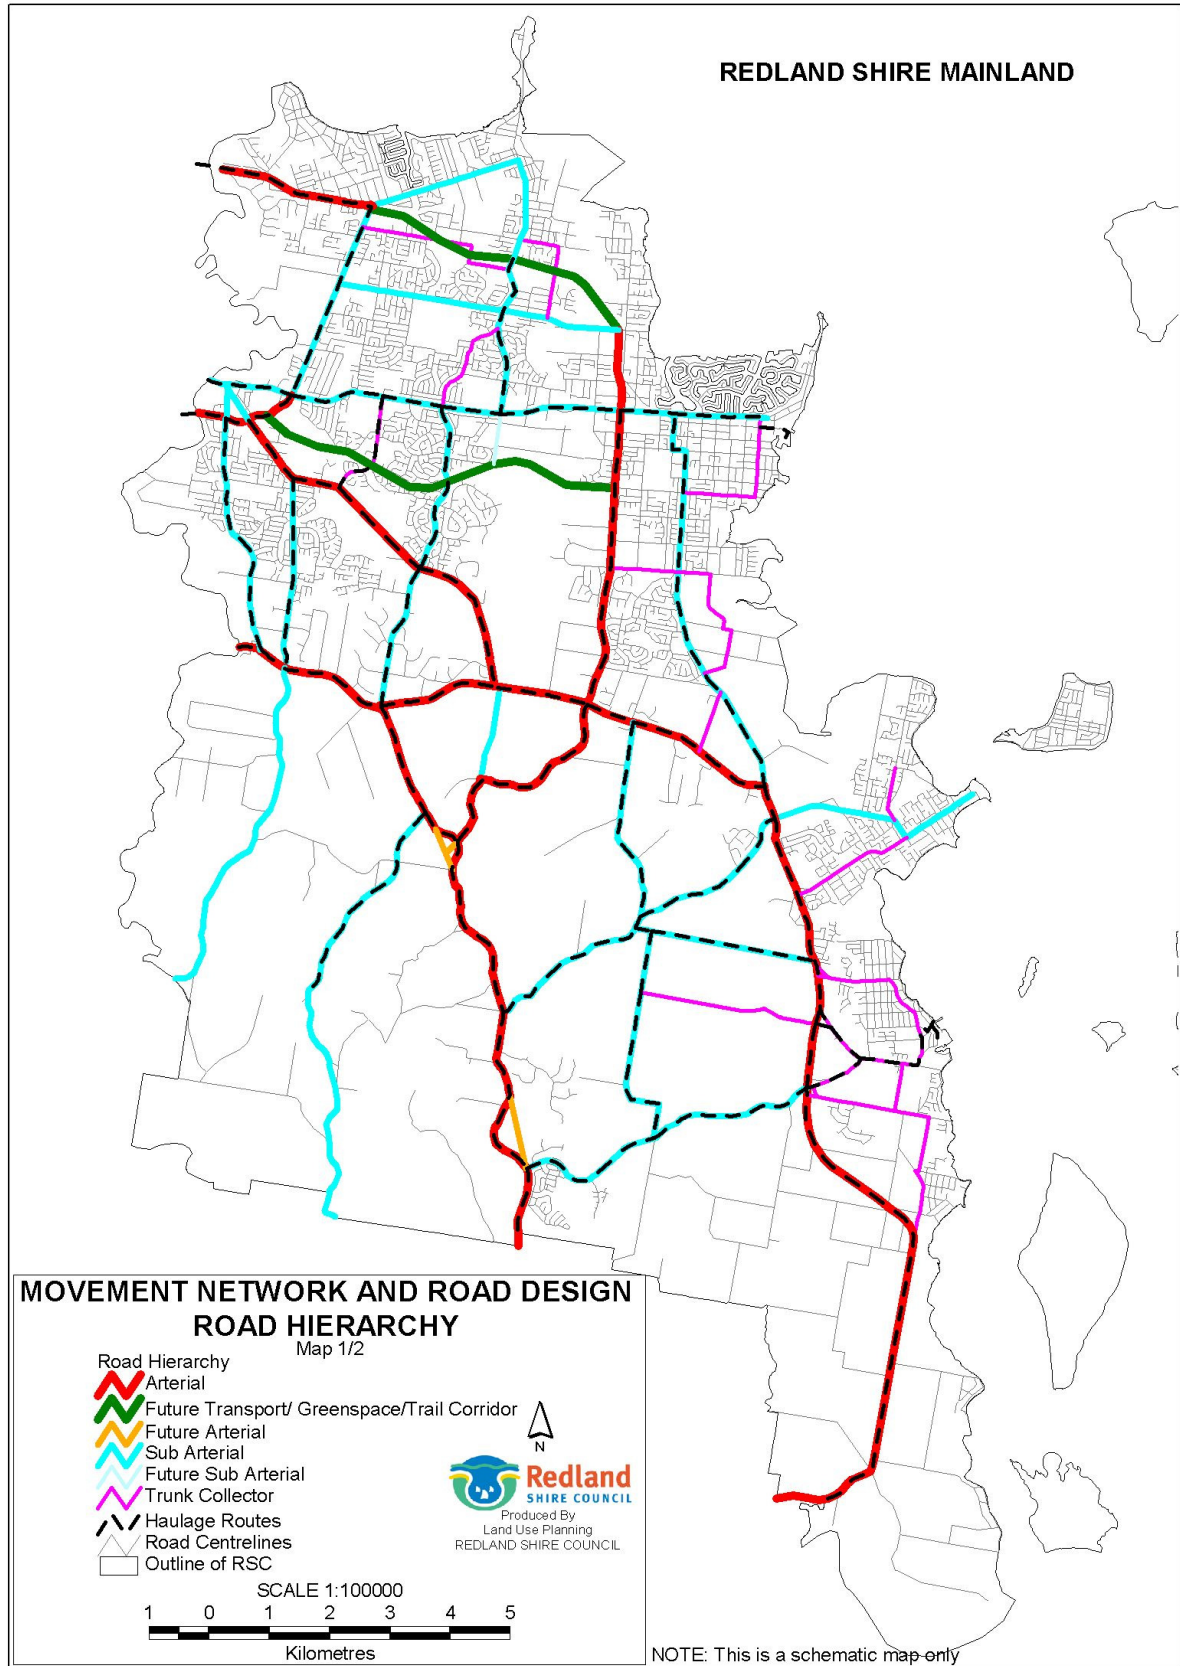 REDLAND SHIRE MAINLAND
MOVEMENT NETWORK AND ROAD DESIGN
ROAD HIERARCHY
Map 1/2
Road Hierarchy
Arterial
Future Transport/ Greenspace/Trail Corridor
Future Arterial
Sub Arterial
Future Sub Arterial
Trunk Collector
Haulage Routes
Road Centrelines
Outline of RSC
N
Redland
SHIRE COUNCIL
Produced By
Land Use Planning
REDLAND SHIRE COUNCIL
SCALE 1:100000
1 0 1 2 3 4 5
Kilometres
NOTE: This is a schematic map only